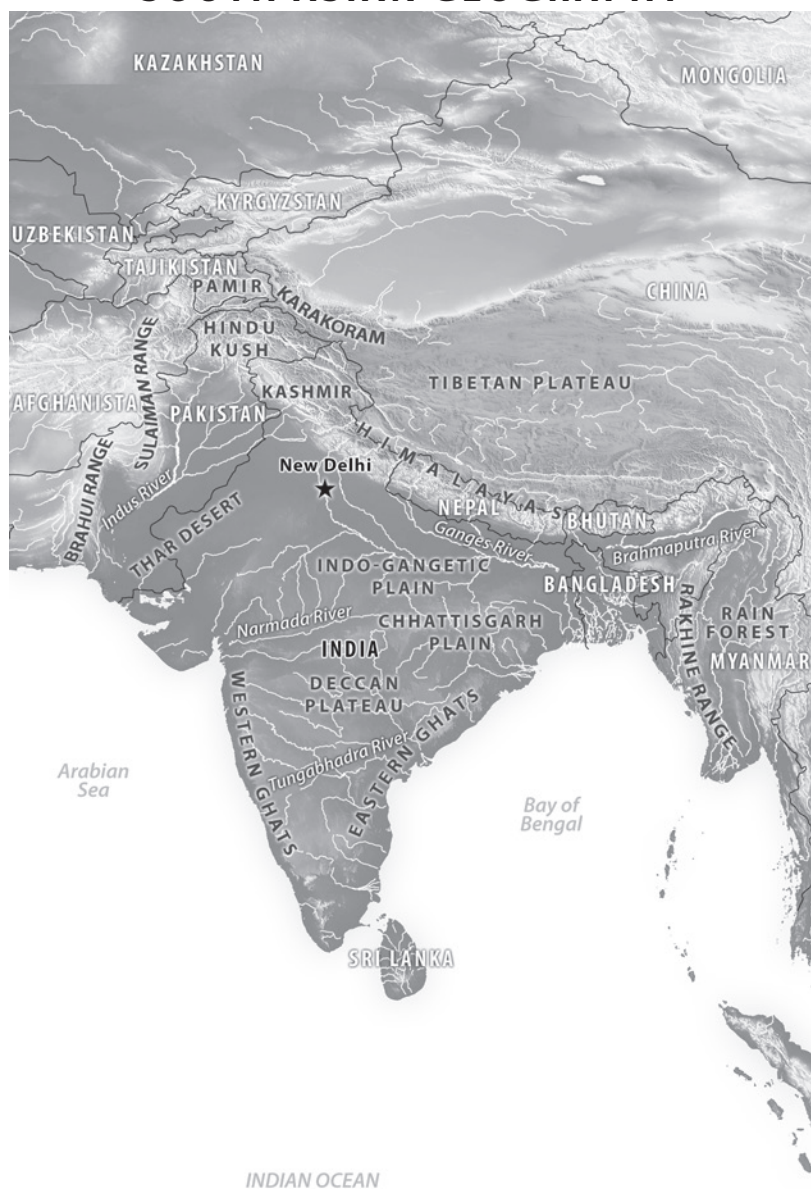 KAZAKHSTAN
MONGOLIA
KYRGYZSTAN
UZBEKISTAN
TAJIKISTAN
PAMIR
KARAKORAM
CHINA
HINDU
KUSH
SULAIMAN RANGE
TIBETAN PLATEAU
KASHMIR
AFGHANISTA
PAKISTAN
HIMALAYAS
BRAHUI RANGE
Indus River
New Delhi
NEPAL
BHUTAN
THAR DESERT
Ganges River
Brahmaputra River
INDO-GANGETIC
PLAIN
BANGLADESH
Narmada River
CHHATTISGARH
PLAIN
RAKHINE RANGE
RAIN
FOREST
INDIA
MYANMAR
DECCAN
PLATEAU
WESTERN GHATS
EASTERN GHATS
Tungabhadra River
Arabian
Sea
Bay of
Bengal
SRI LANKA
INDIAN OCEAN